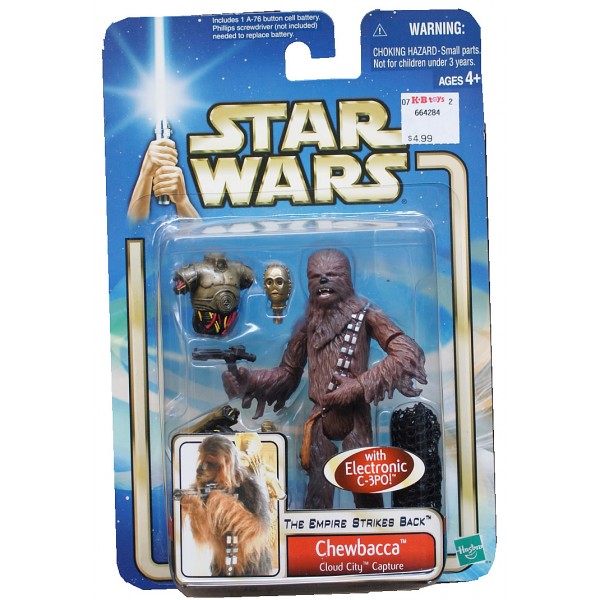 Includes 1 A-76 button cell battery.
Phillips screwdriver (not included)
needed to replace battery.
WARNING:
CHOKING HAZARD-Small parts.
Not for children under 3 years.
AGES 4+
07 K·B toys 2
664284
$4.99
STAR
WARS
with
Electronic
C-3PO!™
THE EMPIRE STRIKES BACK™
Chewbacca™
Cloud City™ Capture
Hasbro